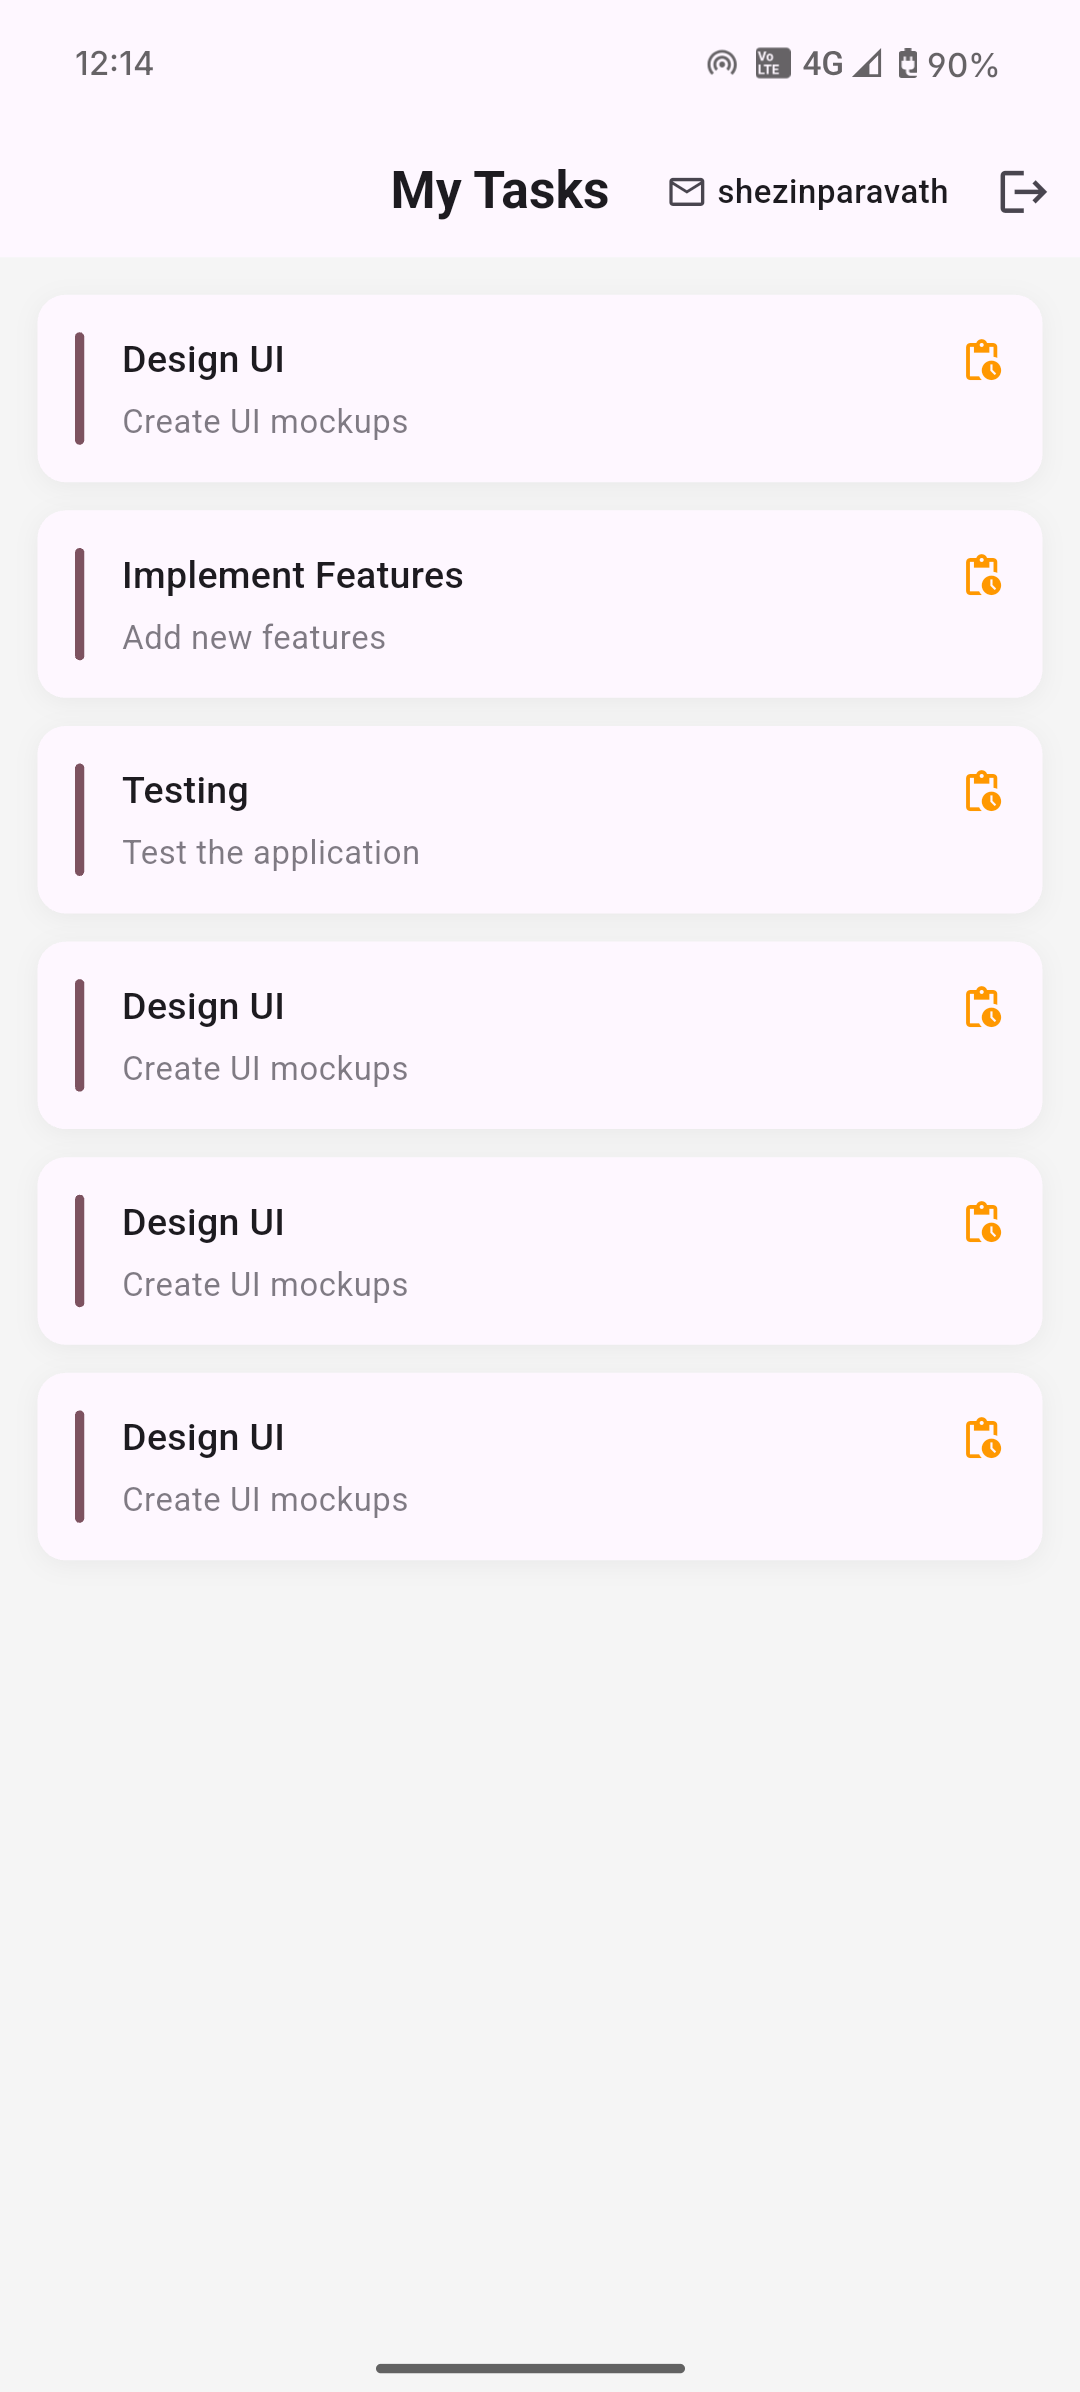 12:14 Vo LTE 4G 90%
My Tasks shezinparavath
Design UI
Create UI mockups
Implement Features
Add new features
Testing
Test the application
Design UI
Create UI mockups
Design UI
Create UI mockups
Design UI
Create UI mockups